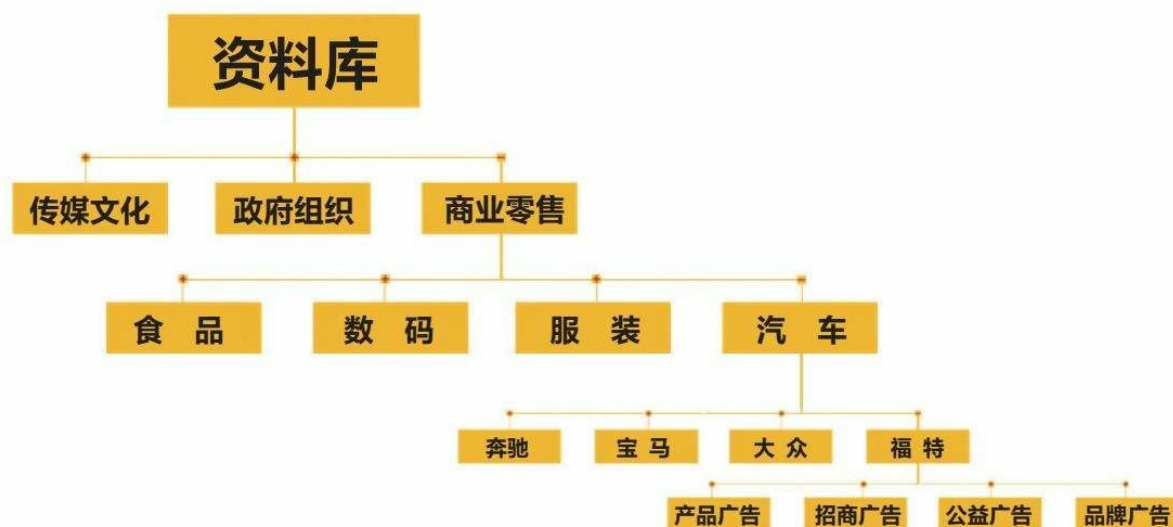 资料库
传媒文化 政府组织 商业零售
食 品 数 码 服 装 汽 车
奔驰 宝 马 大 众 福 特
产品广告 招商广告 公益广告 品牌广告